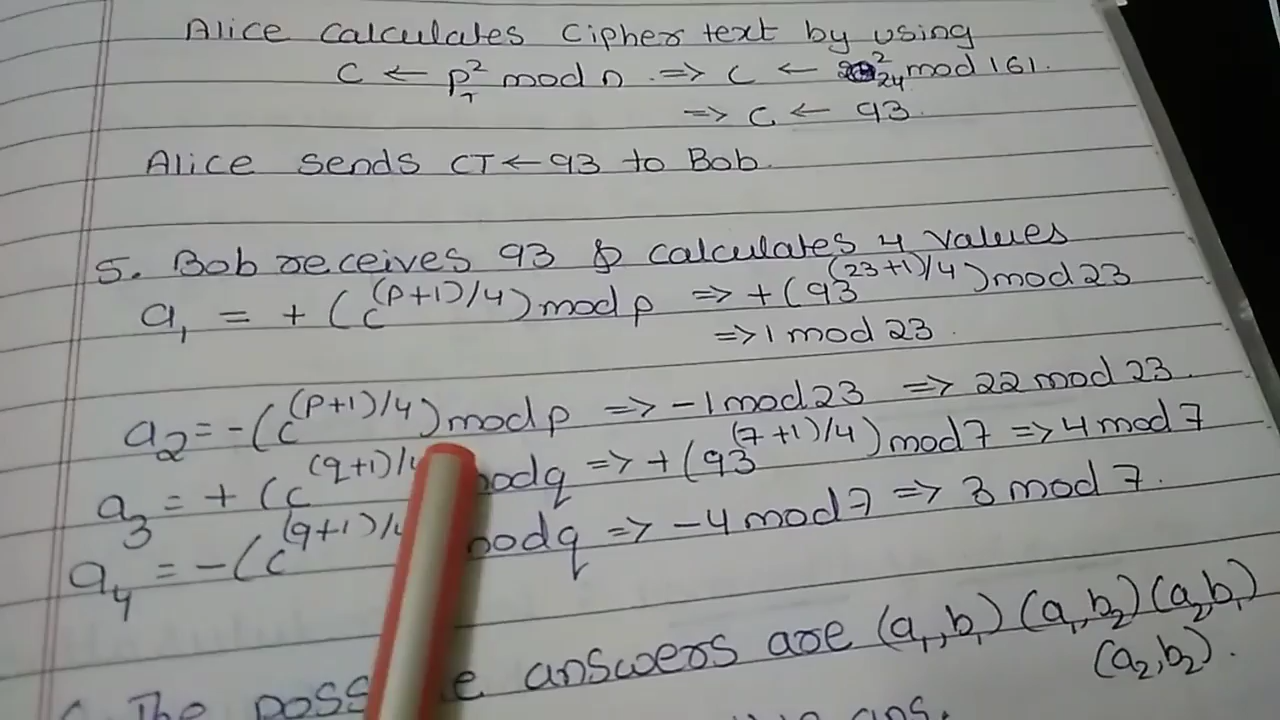 Alice calculates cipher text by using
C ← P_T² mod n. => C ← 24² mod 161.
=> C ← 93.
Alice sends CT ← 93 to Bob.
5. Bob receives 93 & calculates 4 values
a₁ = + (c^(p+1)/4) mod p => + (93^(23+1)/4) mod 23
=> 1 mod 23.
a₂ = - (c^(p+1)/4) mod p => -1 mod 23 => 22 mod 23.
a₃ = + (c^(q+1)/4 mod q => + (93^(7+1)/4) mod 7 => 4 mod 7
a₄ = - (c^(q+1)/4 mod q => -4 mod 7 => 3 mod 7.
The answers are (a₁, b₁) (a₁, b₂) (a₂ b₁)
(a₂, b₂).
ans.